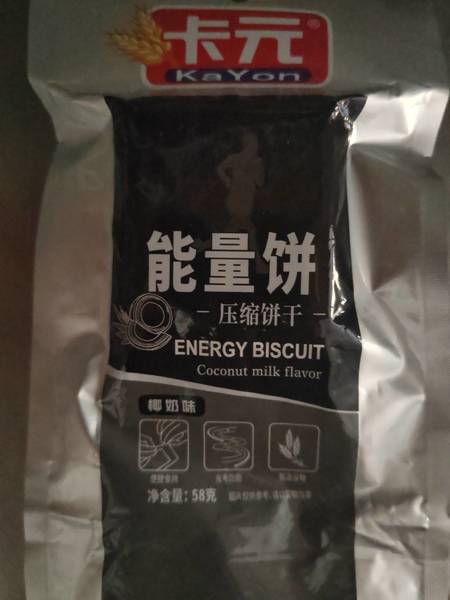 卡元®
KaYon
能量饼
- 压缩饼干 -
ENERGY BISCUIT
Coconut milk flavor
椰奶味
净含量: 58克